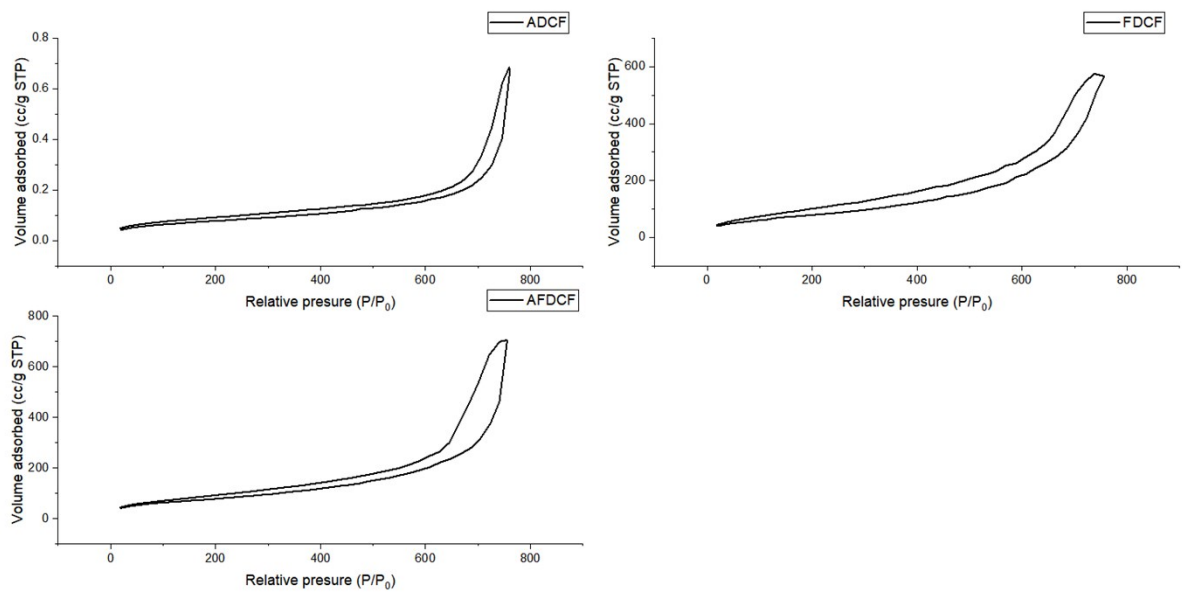 ADCF
0.8
0.6
0.4
0.2
0.0
Volume adsorbed (cc/g STP)
0 200 400 600 800
Relative presure (P/P₀)
FDCF
600
400
200
0
Volume adsorbed (cc/g STP)
0 200 400 600 800
Relative presure (P/P₀)
AFDCF
800
600
400
200
0
Volume adsorbed (cc/g STP)
0 200 400 600 800
Relative presure (P/P₀)